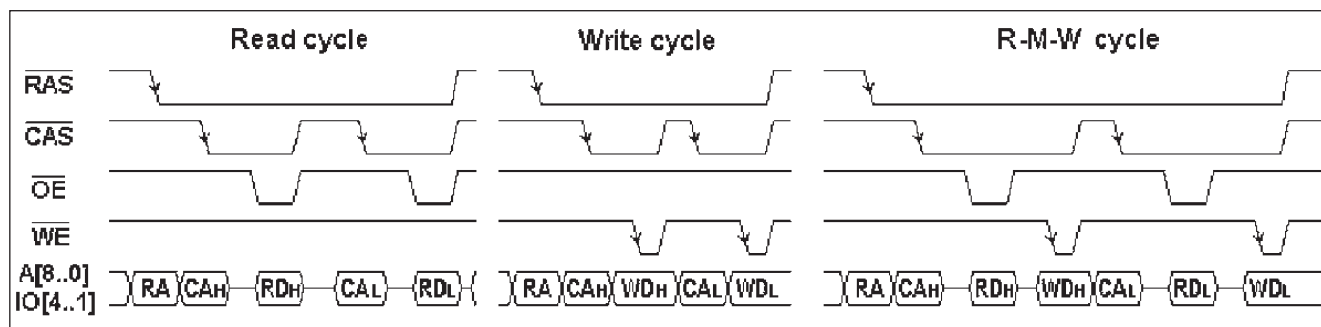 Read cycle Write cycle R-M-W cycle
RAS
CAS
OE
WE
A[8..0]
IO[4..1]
RA CAH RDH CAL RDL RA CAH WDH CAL WDL RA CAH RDH WDH CAL RDL WDL